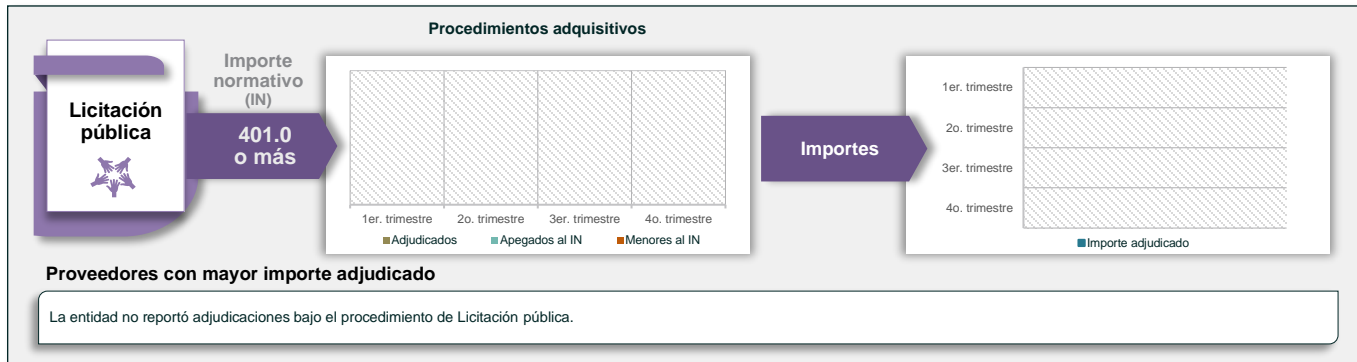 Procedimientos adquisitivos
Licitación
pública
Importe
normativo
(IN)
401.0
o más
1er. trimestre 2o. trimestre 3er. trimestre 4o. trimestre
Adjudicados Apegados al IN Menores al IN
Importes
1er. trimestre
2o. trimestre
3er. trimestre
4o. trimestre
Importe adjudicado
Proveedores con mayor importe adjudicado
La entidad no reportó adjudicaciones bajo el procedimiento de Licitación pública.